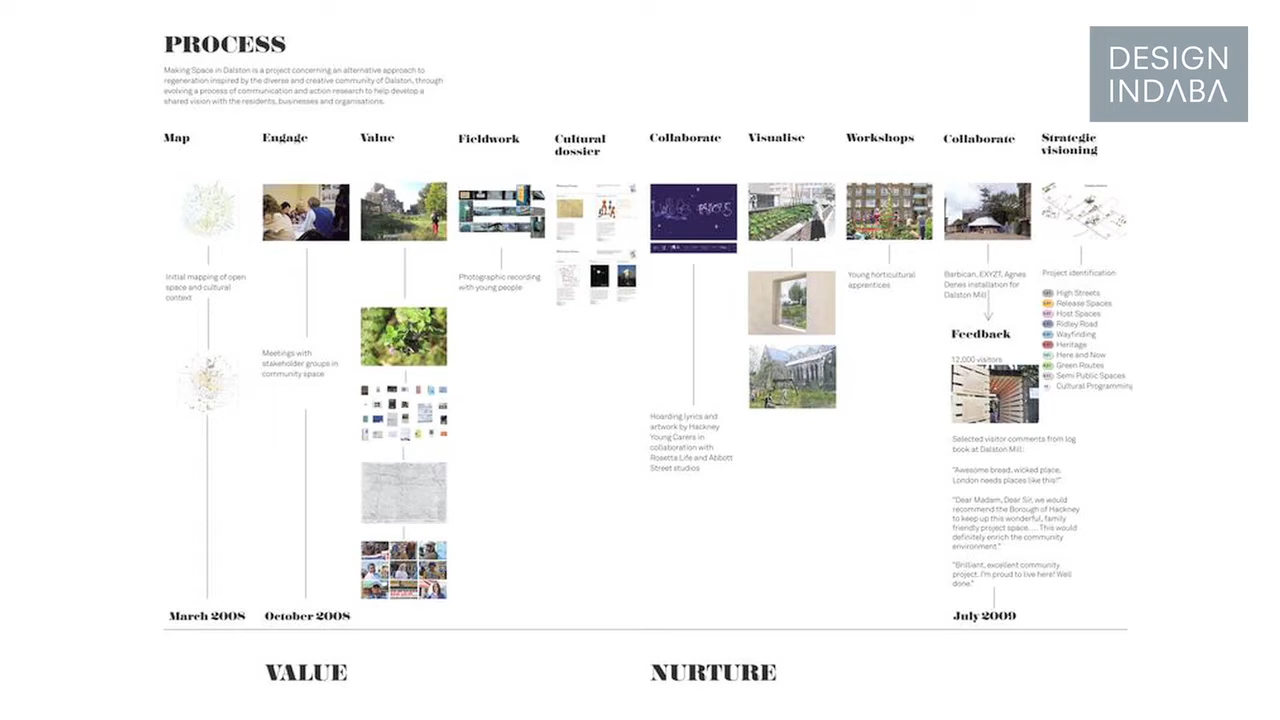 PROCESS
Making Space in Dalston is a project concerning an alternative approach to
regeneration inspired by the diverse and creative community of Dalston, through
evolving a process of communication and action research to help develop a
shared vision with the residents, businesses and organisations.
DESIGN
INDABA
Map
Engage
Value
Fieldwork
Cultural
dossier
Collaborate
Visualise
Workshops
Collaborate
Strategic
visioning
Initial mapping of open
space and cultural
context
Meetings with
stakeholder groups in
community space
Photographic recording
with young people
Hoarding lyrics and
artwork by Hackney
Young Carers in
collaboration with
Rosetta Life and Abbott
Street studios
Young horticultural
apprentices
Barbican, EXYZT, Agnes
Denes installation for
Dalston Mill
Feedback
12,000 visitors
Selected visitor comments from log
book at Dalston Mill:
"Awesome bread, wicked place,
London needs places like this!"
"Dear Madam, Dear Sir, we would
recommend the Borough of Hackney
to keep up this wonderful, family
friendly project space.... This would
definitely enrich the community
environment."
"Brilliant, excellent community
project. I'm proud to live here! Well
done."
Project identification
High Streets
Release Spaces
Host Spaces
Ridley Road
Wayfinding
Heritage
Here and Now
Green Routes
Semi Public Spaces
Cultural Programming
March 2008
October 2008
July 2009
VALUE
NURTURE